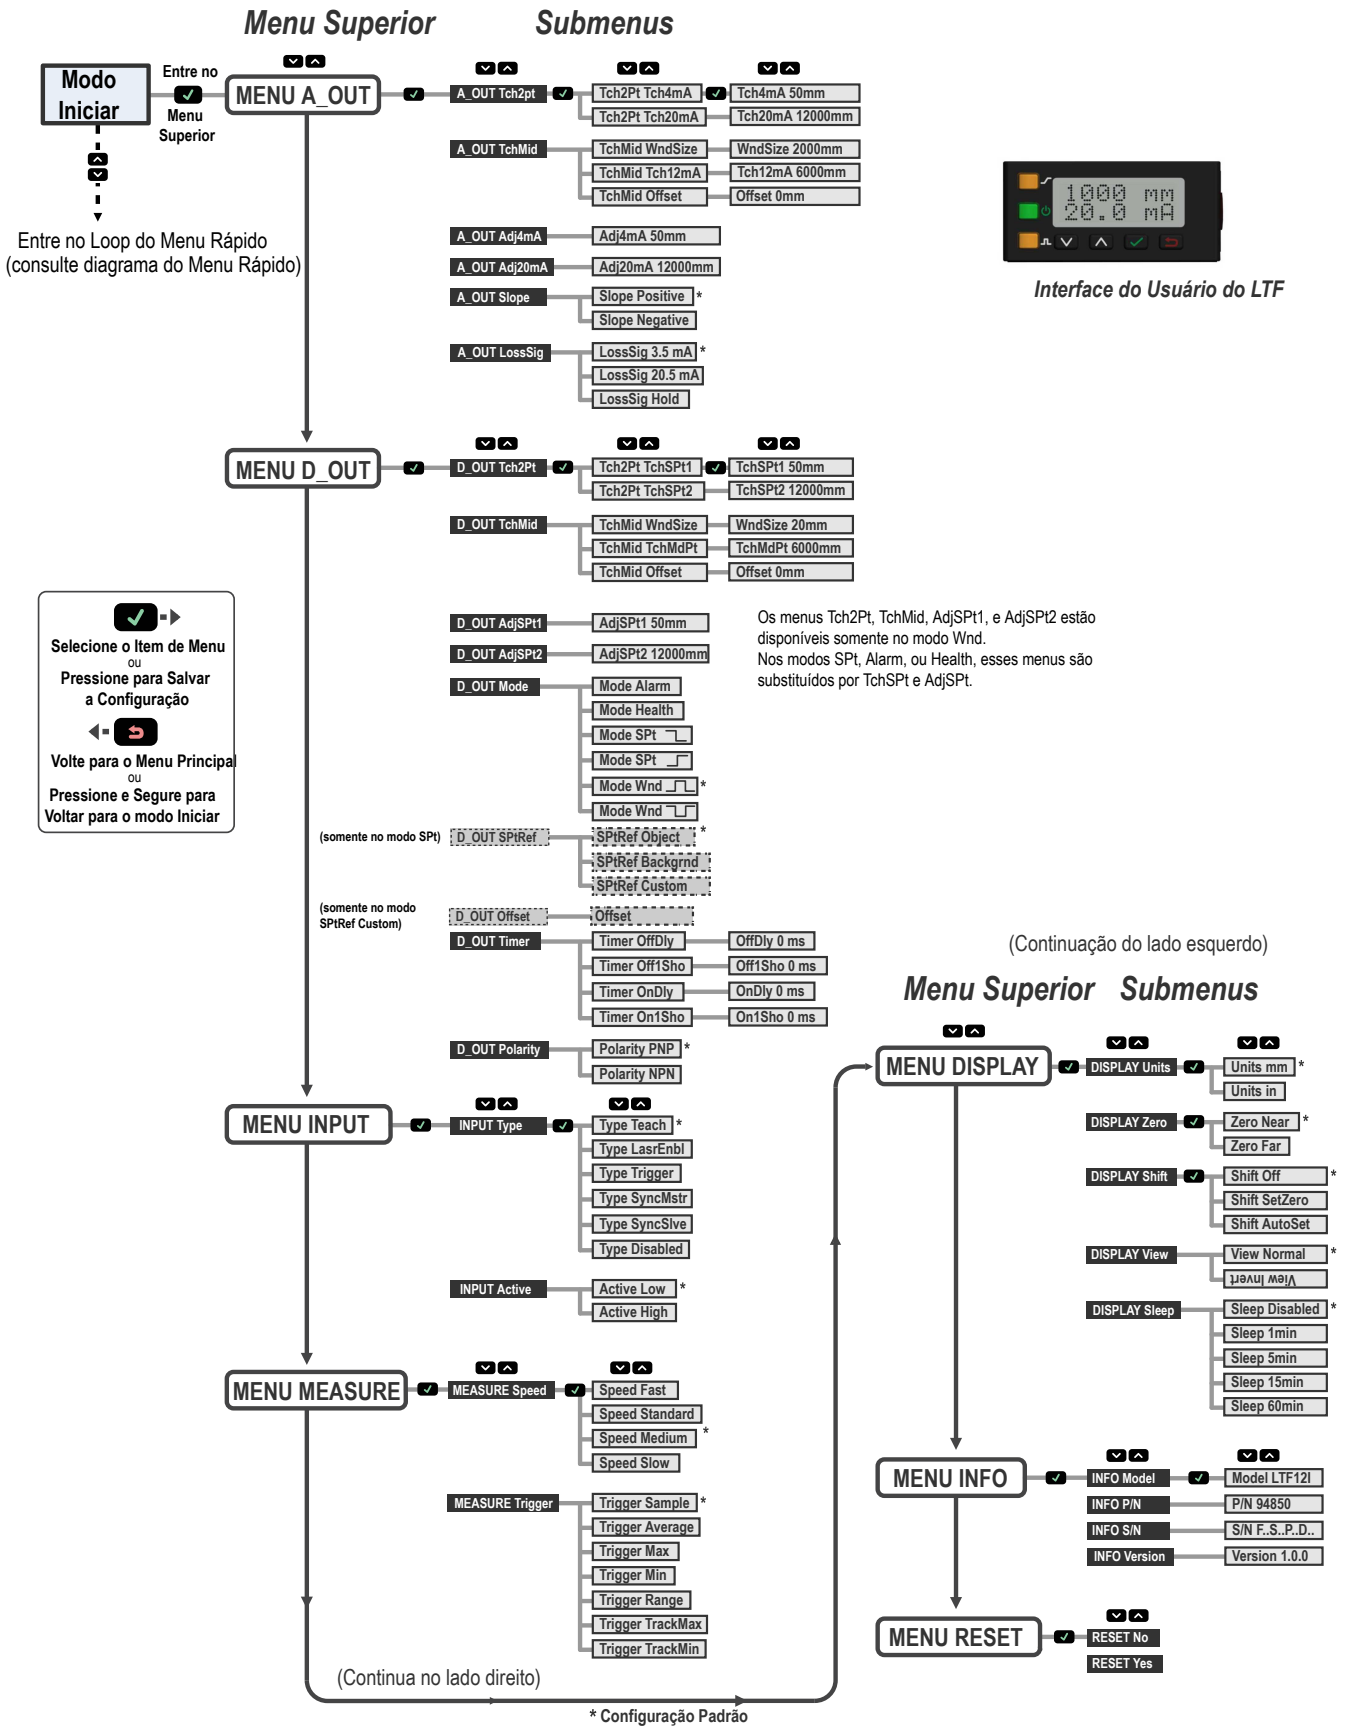 Menu Superior
Submenus
Modo
Iniciar
Entre no
Menu
Superior
Entre no Loop do Menu Rápido
(consulte diagrama do Menu Rápido)
MENU A_OUT
A_OUT Tch2pt
Tch2Pt Tch4mA
Tch4mA 50mm
Tch2Pt Tch20mA
Tch20mA 12000mm
A_OUT TchMid
TchMid WndSize
WndSize 2000mm
TchMid Tch12mA
Tch12mA 6000mm
TchMid Offset
Offset 0mm
A_OUT Adj4mA
Adj4mA 50mm
A_OUT Adj20mA
Adj20mA 12000mm
A_OUT Slope
Slope Positive *
Slope Negative
A_OUT LossSig
LossSig 3.5 mA *
LossSig 20.5 mA
LossSig Hold
1000 mm
20.0 mA
Interface do Usuário do LTF
MENU D_OUT
D_OUT Tch2Pt
Tch2Pt TchSPt1
TchSPt1 50mm
Tch2Pt TchSPt2
TchSPt2 12000mm
D_OUT TchMid
TchMid WndSize
WndSize 20mm
TchMid TchMdPt
TchMdPt 6000mm
TchMid Offset
Offset 0mm
D_OUT AdjSPt1
AdjSPt1 50mm
D_OUT AdjSPt2
AdjSPt2 12000mm
Os menus Tch2Pt, TchMid, AdjSPt1, e AdjSPt2 estão
disponíveis somente no modo Wnd.
Nos modos SPt, Alarm, ou Health, esses menus são
substituídos por TchSPt e AdjSPt.
D_OUT Mode
Mode Alarm
Mode Health
Mode SPt
Mode SPt
Mode Wnd *
Mode Wnd
(somente no modo SPt)
D_OUT SPtRef
SPtRef Object *
SPtRef Backgrnd
SPtRef Custom
(somente no modo
SPtRef Custom)
D_OUT Offset
Offset
D_OUT Timer
Timer OffDly
OffDly 0 ms
Timer Off1Sho
Off1Sho 0 ms
Timer OnDly
OnDly 0 ms
Timer On1Sho
On1Sho 0 ms
D_OUT Polarity
Polarity PNP *
Polarity NPN
Selecione o Item de Menu
ou
Pressione para Salvar
a Configuração
Volte para o Menu Principal
ou
Pressione e Segure para
Voltar para o modo Iniciar
MENU INPUT
INPUT Type
Type Teach *
Type LasrEnbl
Type Trigger
Type SyncMstr
Type SyncSlve
Type Disabled
INPUT Active
Active Low *
Active High
MENU MEASURE
MEASURE Speed
Speed Fast
Speed Standard
Speed Medium *
Speed Slow
MEASURE Trigger
Trigger Sample *
Trigger Average
Trigger Max
Trigger Min
Trigger Range
Trigger TrackMax
Trigger TrackMin
(Continua no lado direito)
* Configuração Padrão
(Continuação do lado esquerdo)
Menu Superior
Submenus
MENU DISPLAY
DISPLAY Units
Units mm *
Units in
DISPLAY Zero
Zero Near *
Zero Far
DISPLAY Shift
Shift Off *
Shift SetZero
Shift AutoSet
DISPLAY View
View Normal *
View Invert
DISPLAY Sleep
Sleep Disabled *
Sleep 1min
Sleep 5min
Sleep 15min
Sleep 60min
MENU INFO
INFO Model
Model LTF12I
INFO P/N
P/N 94850
INFO S/N
S/N F..S..P..D..
INFO Version
Version 1.0.0
MENU RESET
RESET No
RESET Yes